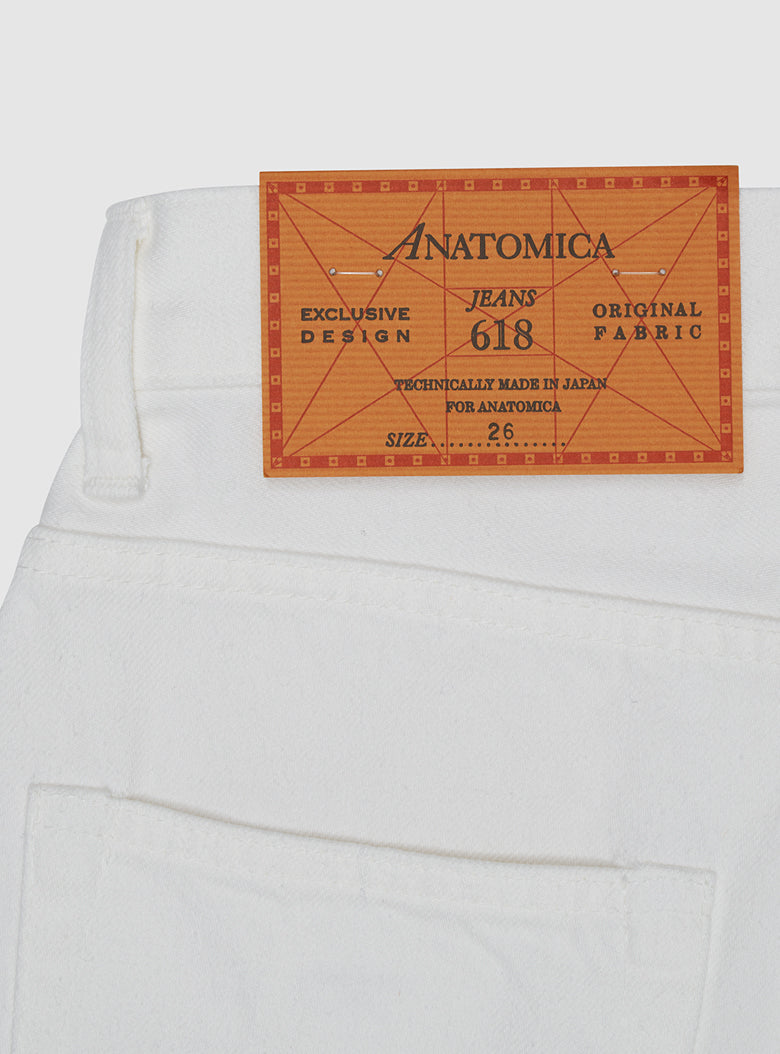 ANATOMICA
JEANS
618
EXCLUSIVE
DESIGN
ORIGINAL
FABRIC
TECHNICALLY MADE IN JAPAN
FOR ANATOMICA
SIZE....................
26